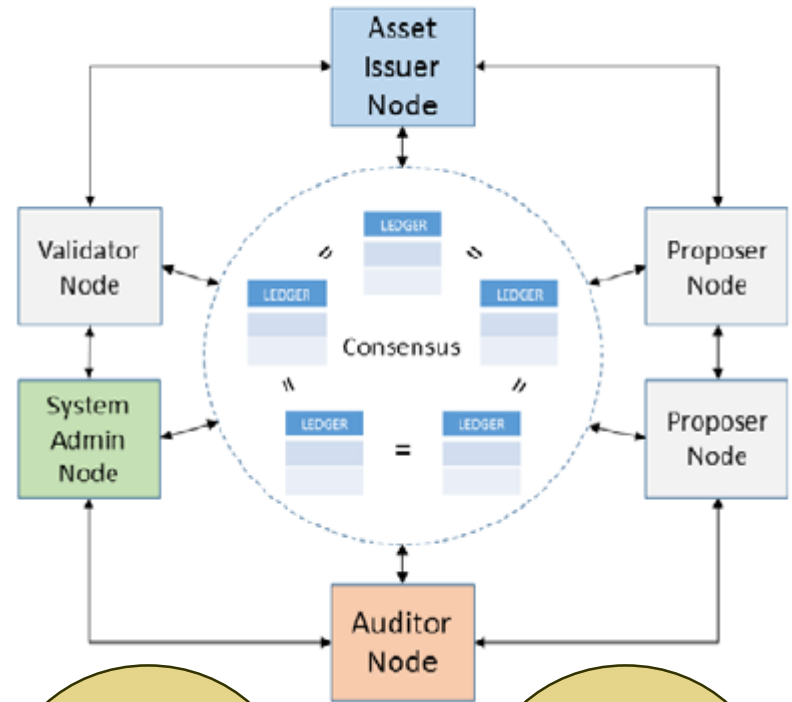 Asset
Issuer
Node
Validator
Node
Proposer
Node
LEDGER
=
=
LEDGER
LEDGER
Consensus
=
=
System
Admin
Node
Proposer
Node
LEDGER
=
LEDGER
Auditor
Node